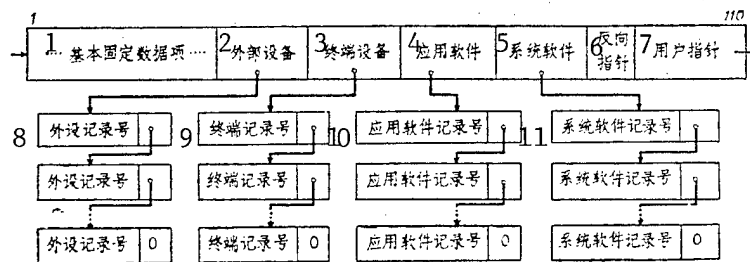 1 110
1 ... 基本固定数据项 ... 2 外部设备 3 终端设备 4 应用软件 5 系统软件 6 反向指针 7 用户指针
8 外设记录号 9 终端记录号 10 应用软件记录号 11 系统软件记录号
外设记录号 终端记录号 应用软件记录号 系统软件记录号
外设记录号 0 终端记录号 0 应用软件记录号 0 系统软件记录号 0